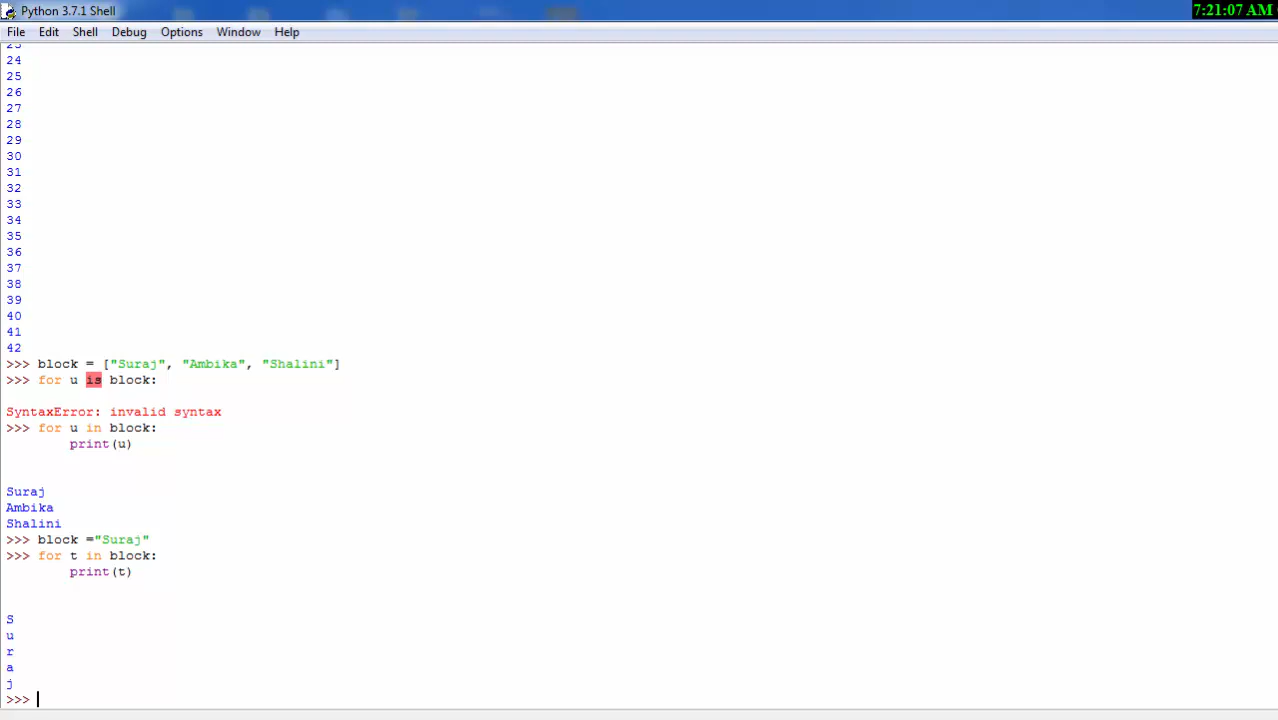 Python 3.7.1 Shell
7:21:07 AM
File Edit Shell Debug Options Window Help
23
24
25
26
27
28
29
30
31
32
33
34
35
36
37
38
39
40
41
42
>>> block = ["Suraj", "Ambika", "Shalini"]
>>> for u is block:
SyntaxError: invalid syntax
>>> for u in block:
print(u)
Suraj
Ambika
Shalini
>>> block ="Suraj"
>>> for t in block:
print(t)
S
u
r
a
j
>>>